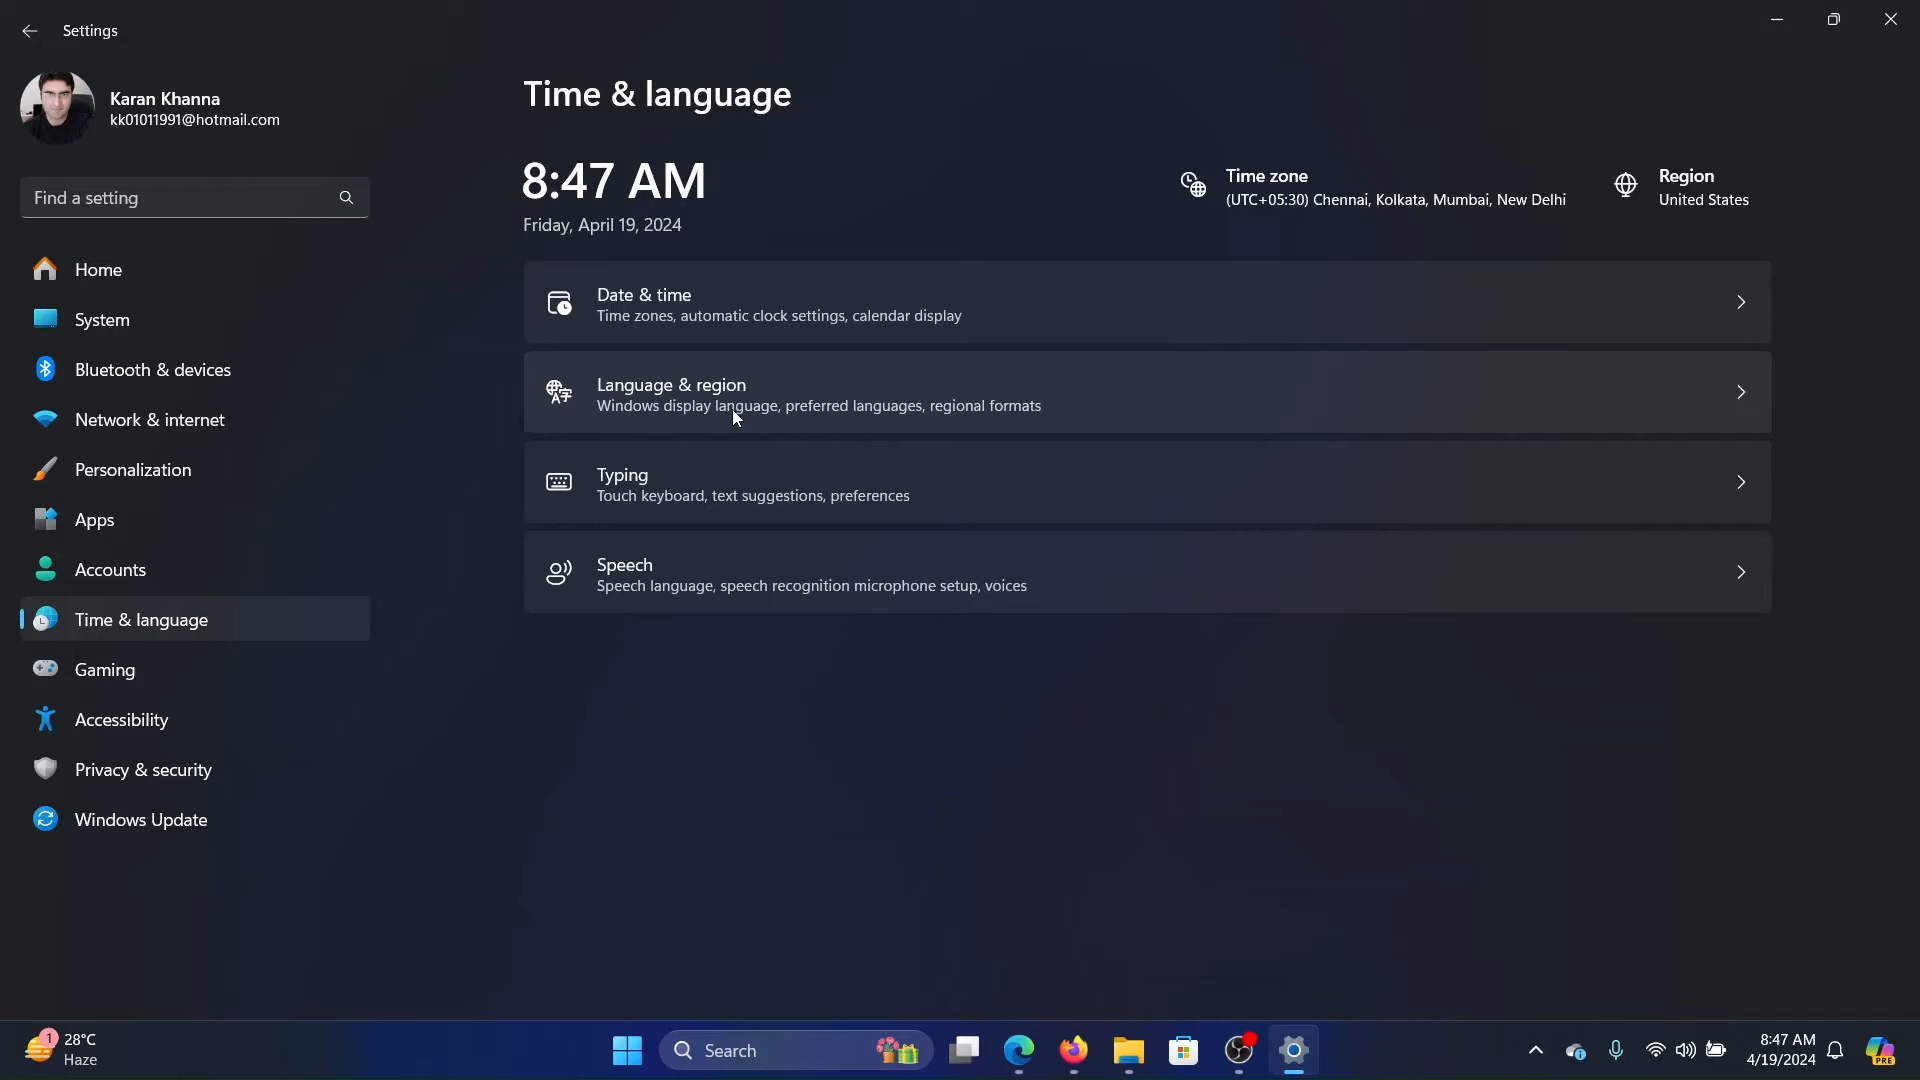 Settings
Karan Khanna
kk01011991@hotmail.com
Find a setting
Home
System
Bluetooth & devices
Network & internet
Personalization
Apps
Accounts
Time & language
Gaming
Accessibility
Privacy & security
Windows Update
Time & language
8:47 AM
Friday, April 19, 2024
Time zone
(UTC+05:30) Chennai, Kolkata, Mumbai, New Delhi
Region
United States
Date & time
Time zones, automatic clock settings, calendar display
Language & region
Windows display language, preferred languages, regional formats
Typing
Touch keyboard, text suggestions, preferences
Speech
Speech language, speech recognition microphone setup, voices
1
28°C
Haze
Search
8:47 AM
4/19/2024
PRE